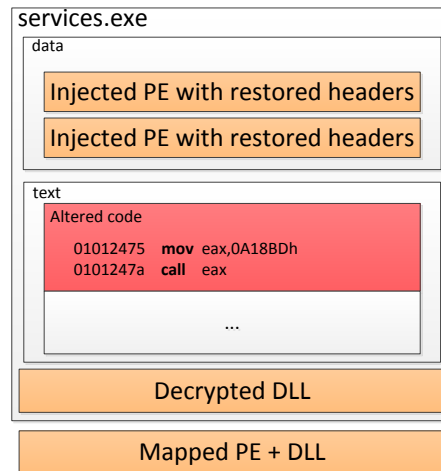 services.exe
data
Injected PE with restored headers
Injected PE with restored headers
text
Altered code
01012475 mov eax,0A18BDh
0101247a call eax
...
Decrypted DLL
Mapped PE + DLL